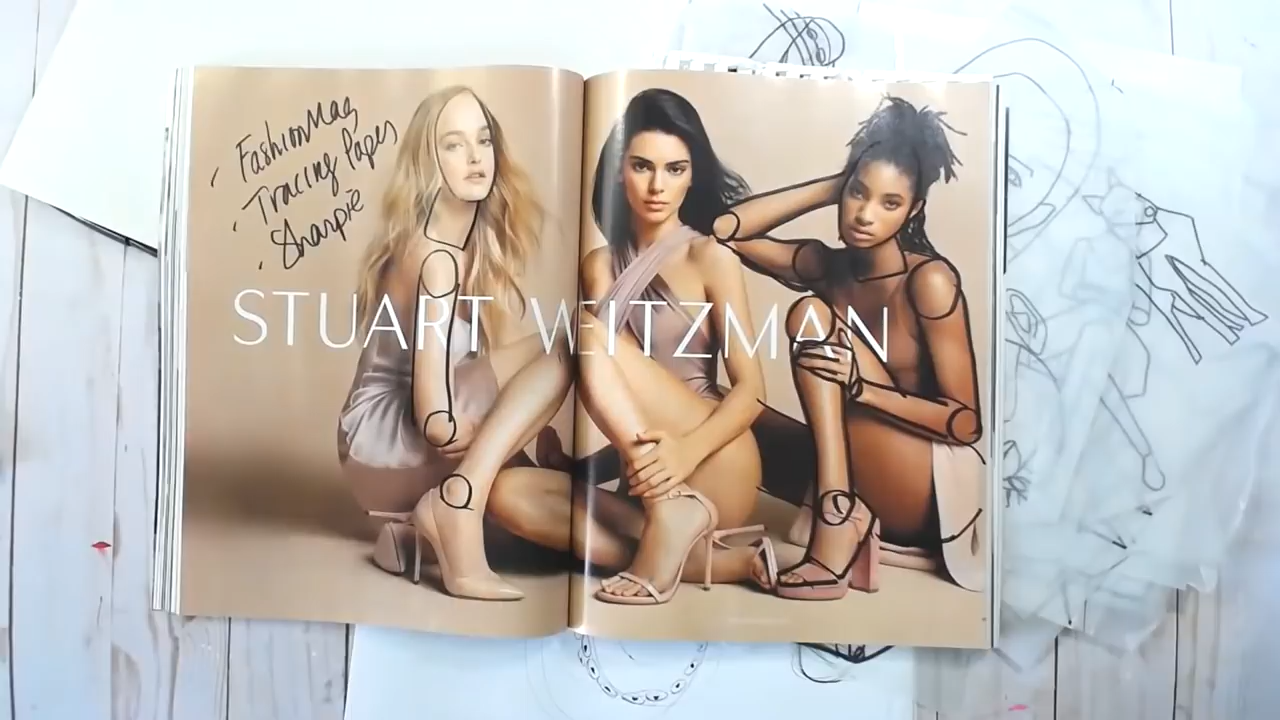 - FashionMag
- Tracing Paper
- Sharpie
STUART WEITZMAN